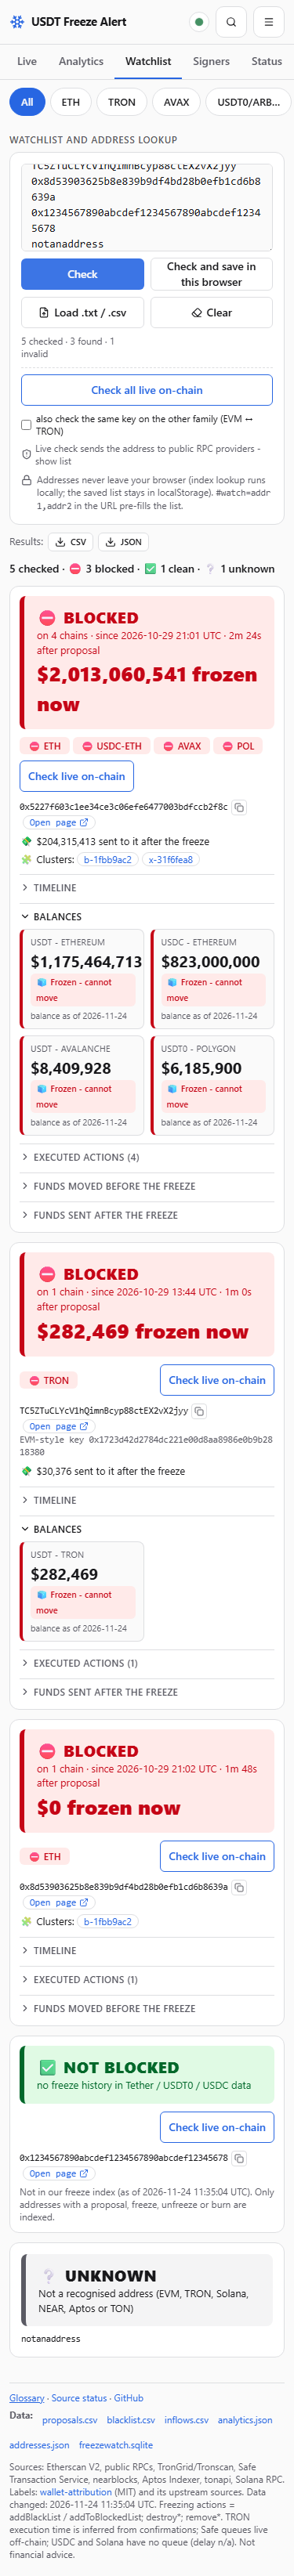 USDT Freeze Alert
Live Analytics Watchlist Signers Status
All ETH TRON AVAX USDT0/ARB...
WATCHLIST AND ADDRESS LOOKUP
TC5ZTuCLYcV1hQimnBcyp88ctEX2vX2jyy
0x8d53903625b8e839b9df4bd28b0efb1cd6b8
639a
0x1234567890abcdef1234567890abcdef1234
5678
notanaddress
Check
Check and save in
this browser
Load .txt / .csv
Clear
5 checked · 3 found · 1
invalid
Check all live on-chain
also check the same key on the other family (EVM ↔
TRON)
Live check sends the address to public RPC providers -
show list
Addresses never leave your browser (index lookup runs
locally; the saved list stays in localStorage). #watch=addr
1,addr2 in the URL pre-fills the list.
Results: CSV JSON
5 checked · ⛔ 3 blocked · ✅ 1 clean · ❔ 1 unknown
⛔ BLOCKED
on 4 chains · since 2026-10-29 21:01 UTC · 2m 24s
after proposal
$2,013,060,541 frozen
now
⛔ ETH ⛔ USDC-ETH ⛔ AVAX ⛔ POL
Check live on-chain
0x5227f603c1ee34ce3c06efe6477003bdfccb2f8c
Open page
💸 $204,315,413 sent to it after the freeze
🧩 Clusters: b-1fbb9ac2 x-31f6fea8
TIMELINE
BALANCES
USDT - ETHEREUM
$1,175,464,713
🧊 Frozen - cannot
move
balance as of 2026-11-24
USDC - ETHEREUM
$823,000,000
🧊 Frozen - cannot
move
balance as of 2026-11-24
USDT - AVALANCHE
$8,409,928
🧊 Frozen - cannot
move
balance as of 2026-11-24
USDT0 - POLYGON
$6,185,900
🧊 Frozen - cannot
move
balance as of 2026-11-24
EXECUTED ACTIONS (4)
FUNDS MOVED BEFORE THE FREEZE
FUNDS SENT AFTER THE FREEZE
⛔ BLOCKED
on 1 chain · since 2026-10-29 13:44 UTC · 1m 0s
after proposal
$282,469 frozen now
⛔ TRON
Check live on-chain
TC5ZTuCLYcV1hQimnBcyp88ctEX2vX2jyy
Open page
EVM-style key 0x1723d42d2784dc221e00d8aa8986e0b9b28
18380
💸 $30,376 sent to it after the freeze
TIMELINE
BALANCES
USDT - TRON
$282,469
🧊 Frozen - cannot
move
balance as of 2026-11-24
EXECUTED ACTIONS (1)
FUNDS SENT AFTER THE FREEZE
⛔ BLOCKED
on 1 chain · since 2026-10-29 21:02 UTC · 1m 48s
after proposal
$0 frozen now
⛔ ETH
Check live on-chain
0x8d53903625b8e839b9df4bd28b0efb1cd6b8639a
Open page
🧩 Clusters: b-1fbb9ac2
TIMELINE
EXECUTED ACTIONS (1)
FUNDS MOVED BEFORE THE FREEZE
✅ NOT BLOCKED
no freeze history in Tether / USDT0 / USDC data
Check live on-chain
0x1234567890abcdef1234567890abcdef12345678
Open page
Not in our freeze index (as of 2026-11-24 11:35:04 UTC). Only
addresses with a proposal, freeze, unfreeze or burn are
indexed.
❔ UNKNOWN
Not a recognised address (EVM, TRON, Solana,
NEAR, Aptos or TON)
notanaddress
Glossary · Source status · GitHub
Data: proposals.csv blacklist.csv inflows.csv analytics.json
addresses.json freezewatch.sqlite
Sources: Etherscan V2, public RPCs, TronGrid/Tronscan, Safe
Transaction Service, nearblocks, Aptos Indexer, tonapi, Solana RPC.
Labels: wallet-attribution (MIT) and its upstream sources. Data
changed: 2026-11-24 11:35:04 UTC. Freezing actions =
addBlackList / addToBlockedList; destroy*; remove*. TRON
execution time is inferred from confirmations; Safe queues live
off-chain; USDC and Solana have no queue (delay n/a). Not
financial advice.